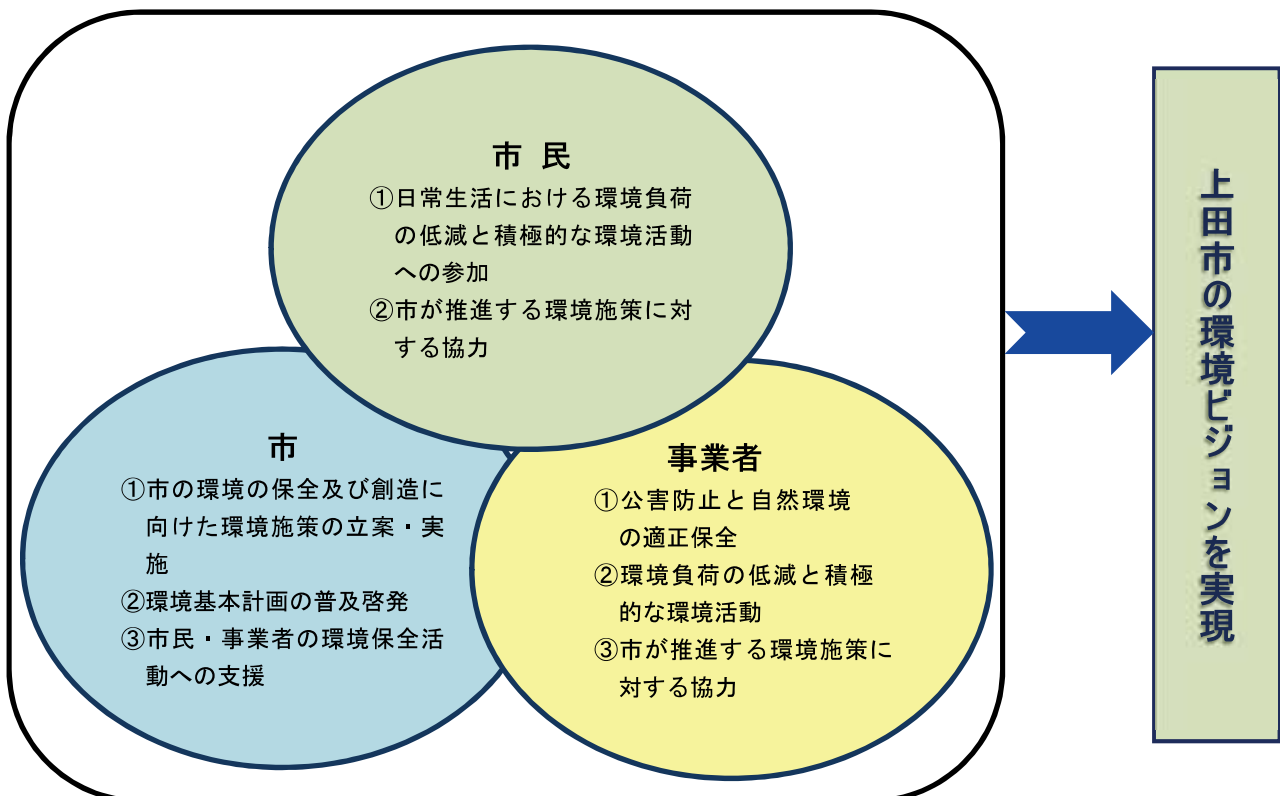 市 民
①日常生活における環境負荷
の低減と積極的な環境活動
への参加
②市が推進する環境施策に対
する協力
市
①市の環境の保全及び創造に
向けた環境施策の立案・実
施
②環境基本計画の普及啓発
③市民・事業者の環境保全活
動への支援
事業者
①公害防止と自然環境
の適正保全
②環境負荷の低減と積極
的な環境活動
③市が推進する環境施策に
対する協力
上田市の環境ビジョンを実現